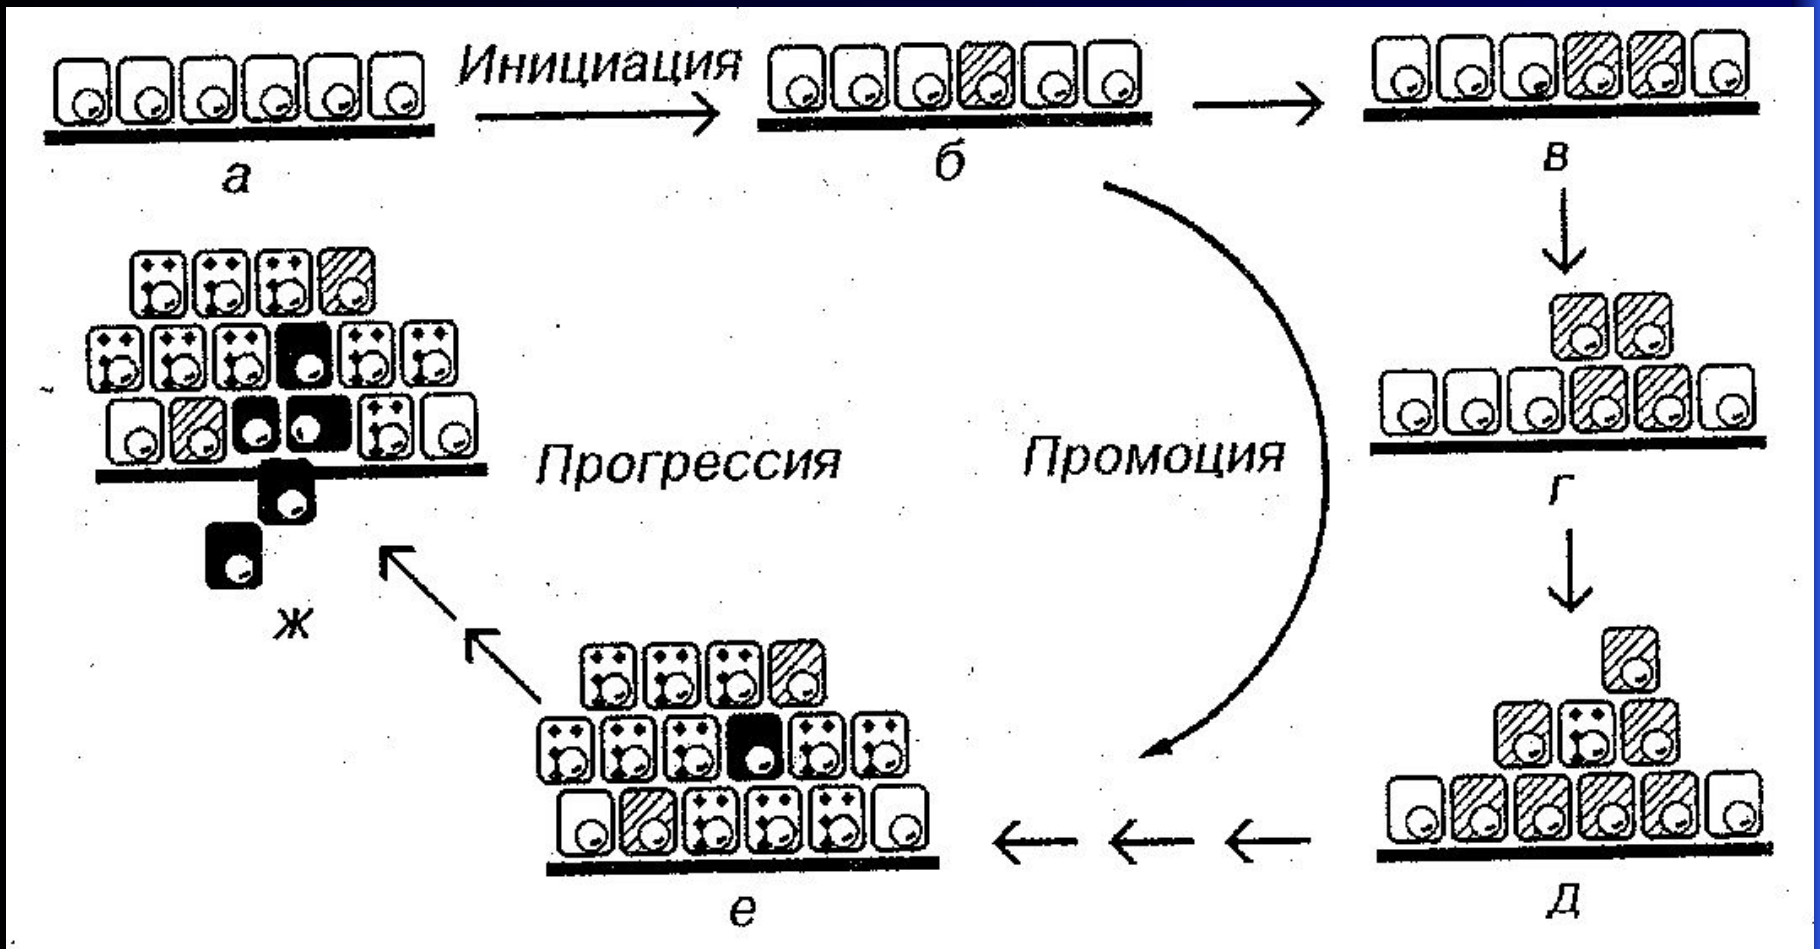 Инициация
а
б
в
Прогрессия
Промоция
г
ж
е
д